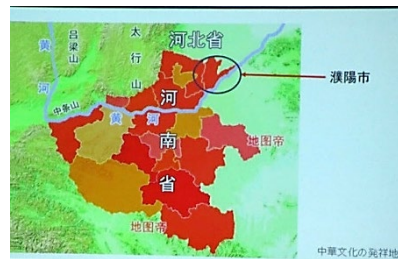 河北省
濮陽市
呂梁山
太行山
黄河
中条山
黄河
河南省
地图帝
地图帝
中華文化の発祥地